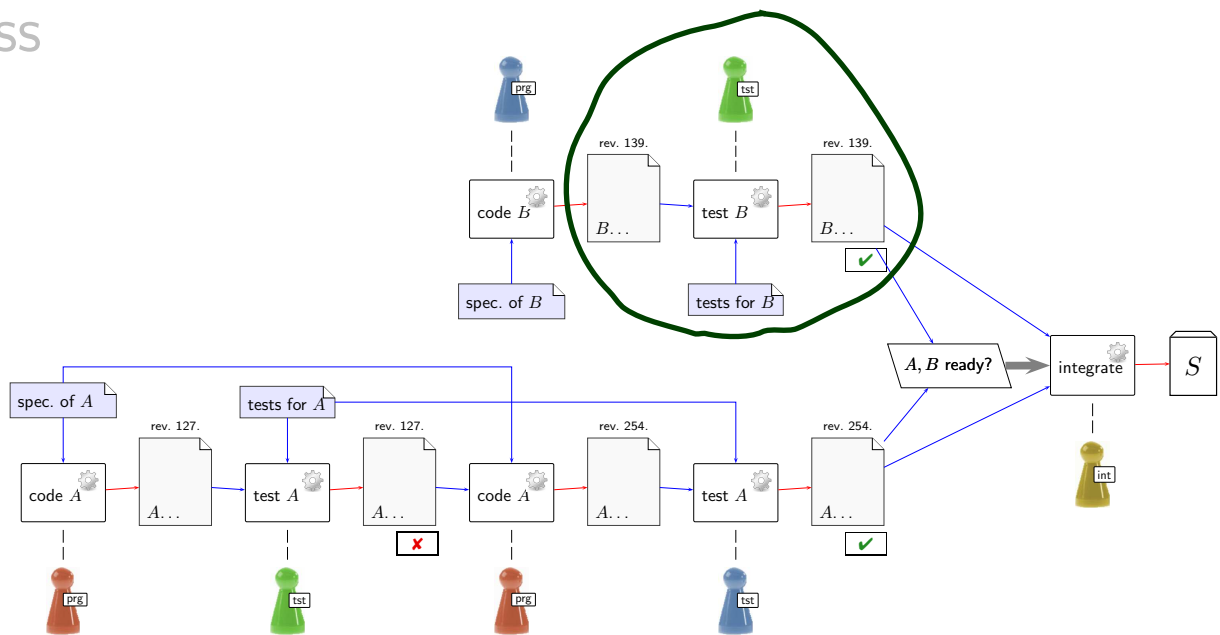 ss
prg
tst
rev. 139.
rev. 139.
code B
B...
test B
B...
✔
spec. of B
tests for B
A, B ready?
integrate
S
spec. of A
tests for A
rev. 127.
rev. 127.
rev. 254.
rev. 254.
code A
A...
test A
A...
code A
A...
test A
A...
int
✘
✔
prg
tst
prg
tst